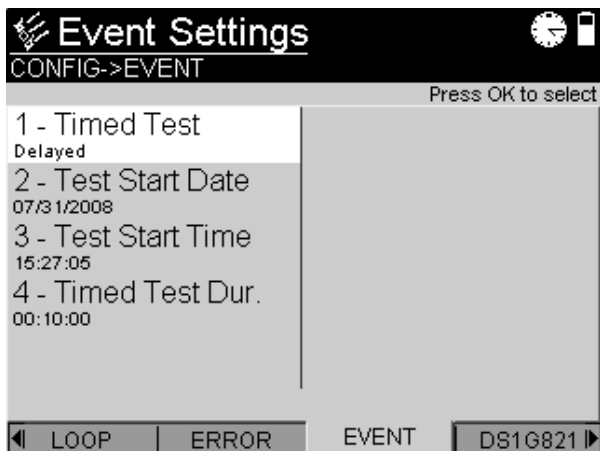 Event Settings
CONFIG->EVENT
Press OK to select
1 - Timed Test
Delayed
2 - Test Start Date
07/31/2008
3 - Test Start Time
15:27:05
4 - Timed Test Dur.
00:10:00
LOOP ERROR EVENT DS1G821